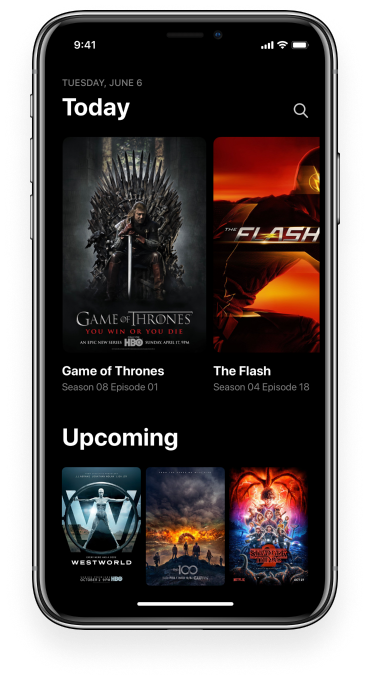 9:41
TUESDAY, JUNE 6
Today
GAME OF THRONES
YOU WIN OR YOU DIE
AN EPIC NEW SERIES HBO SUNDAY, APRIL 17, 9PM
THE FLASH
Game of Thrones
Season 08 Episode 01
The Flash
Season 04 Episode 18
Upcoming
W
WESTWORLD
OCTOBER 2 HBO
THE 100
NETFLIX
OCT 27